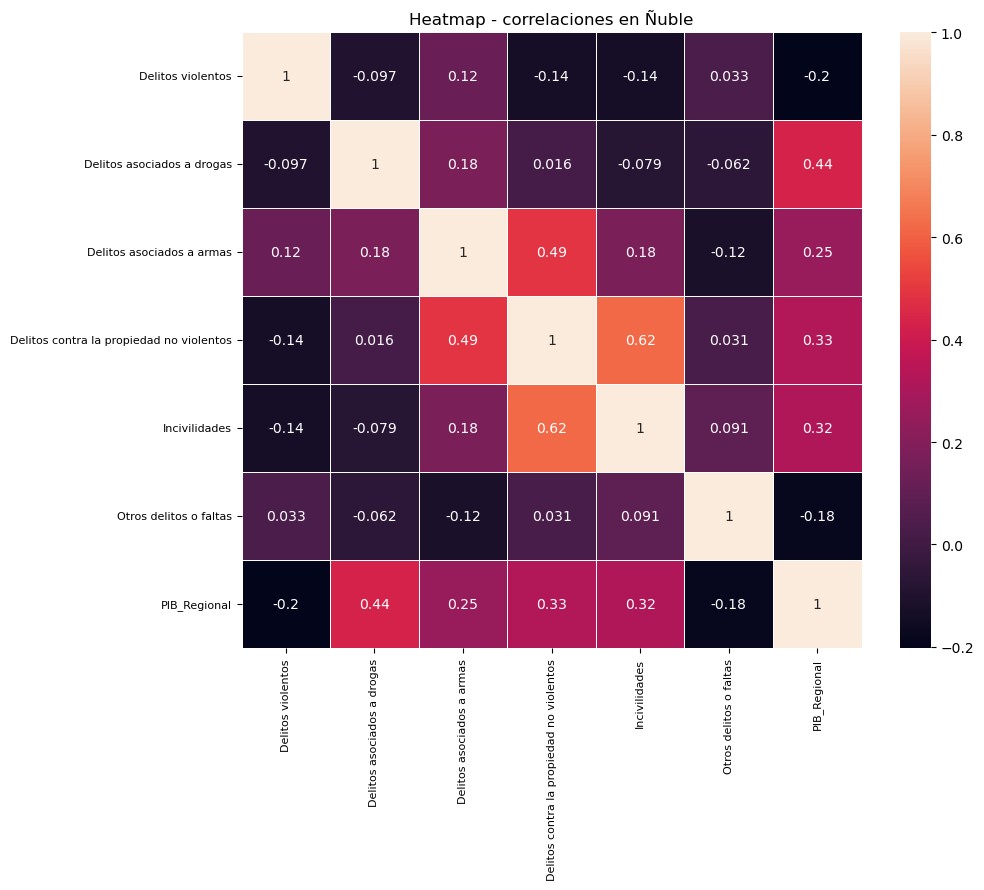 Heatmap - correlaciones en Ñuble
Delitos violentos 1 -0.097 0.12 -0.14 -0.14 0.033 -0.2
Delitos asociados a drogas -0.097 1 0.18 0.016 -0.079 -0.062 0.44
Delitos asociados a armas 0.12 0.18 1 0.49 0.18 -0.12 0.25
Delitos contra la propiedad no violentos -0.14 0.016 0.49 1 0.62 0.031 0.33
Incivilidades -0.14 -0.079 0.18 0.62 1 0.091 0.32
Otros delitos o faltas 0.033 -0.062 -0.12 0.031 0.091 1 -0.18
PIB_Regional -0.2 0.44 0.25 0.33 0.32 -0.18 1
Delitos violentos
Delitos asociados a drogas
Delitos asociados a armas
Delitos contra la propiedad no violentos
Incivilidades
Otros delitos o faltas
PIB_Regional
1.0
0.8
0.6
0.4
0.2
0.0
−0.2